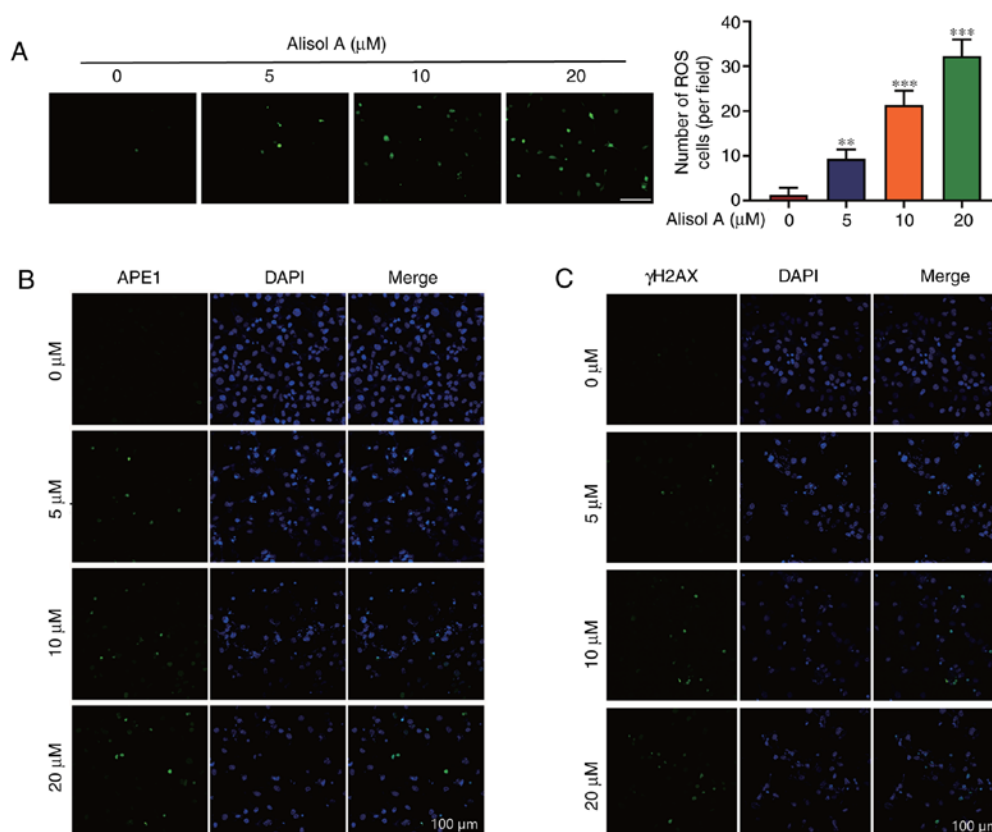 A
Alisol A (µM)
0 5 10 20
Number of ROS
cells (per field)
40
30
20
10
0
**
***
***
Alisol A (µM) 0 5 10 20
B
APE1 DAPI Merge
0 µM
5 µM
10 µM
20 µM
100 µm
C
γH2AX DAPI Merge
0 µM
5 µM
10 µM
20 µM
100 µm